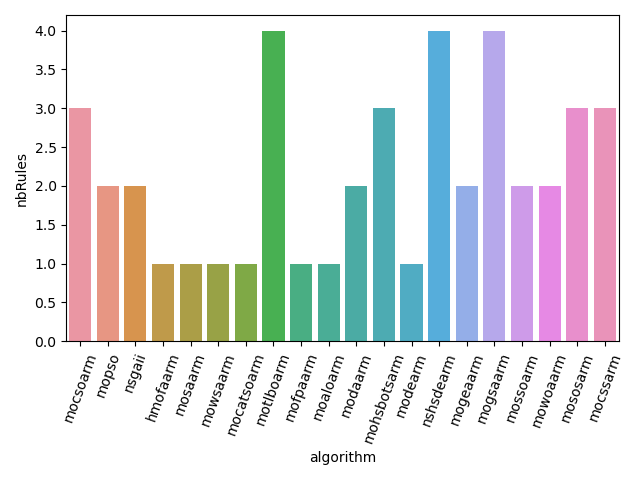 4.0
3.5
3.0
2.5
2.0
1.5
1.0
0.5
0.0
nbRules
mocsoarm
mopso
nsgaii
hmofaarm
mosaarm
mowsaarm
mocatsoarm
motlboarm
mofpaarm
moaloarm
modaarm
mohsbotsarm
modearm
nshsdearm
mogeaarm
mogsaarm
mossoarm
mowoaarm
mososarm
mocssarm
algorithm